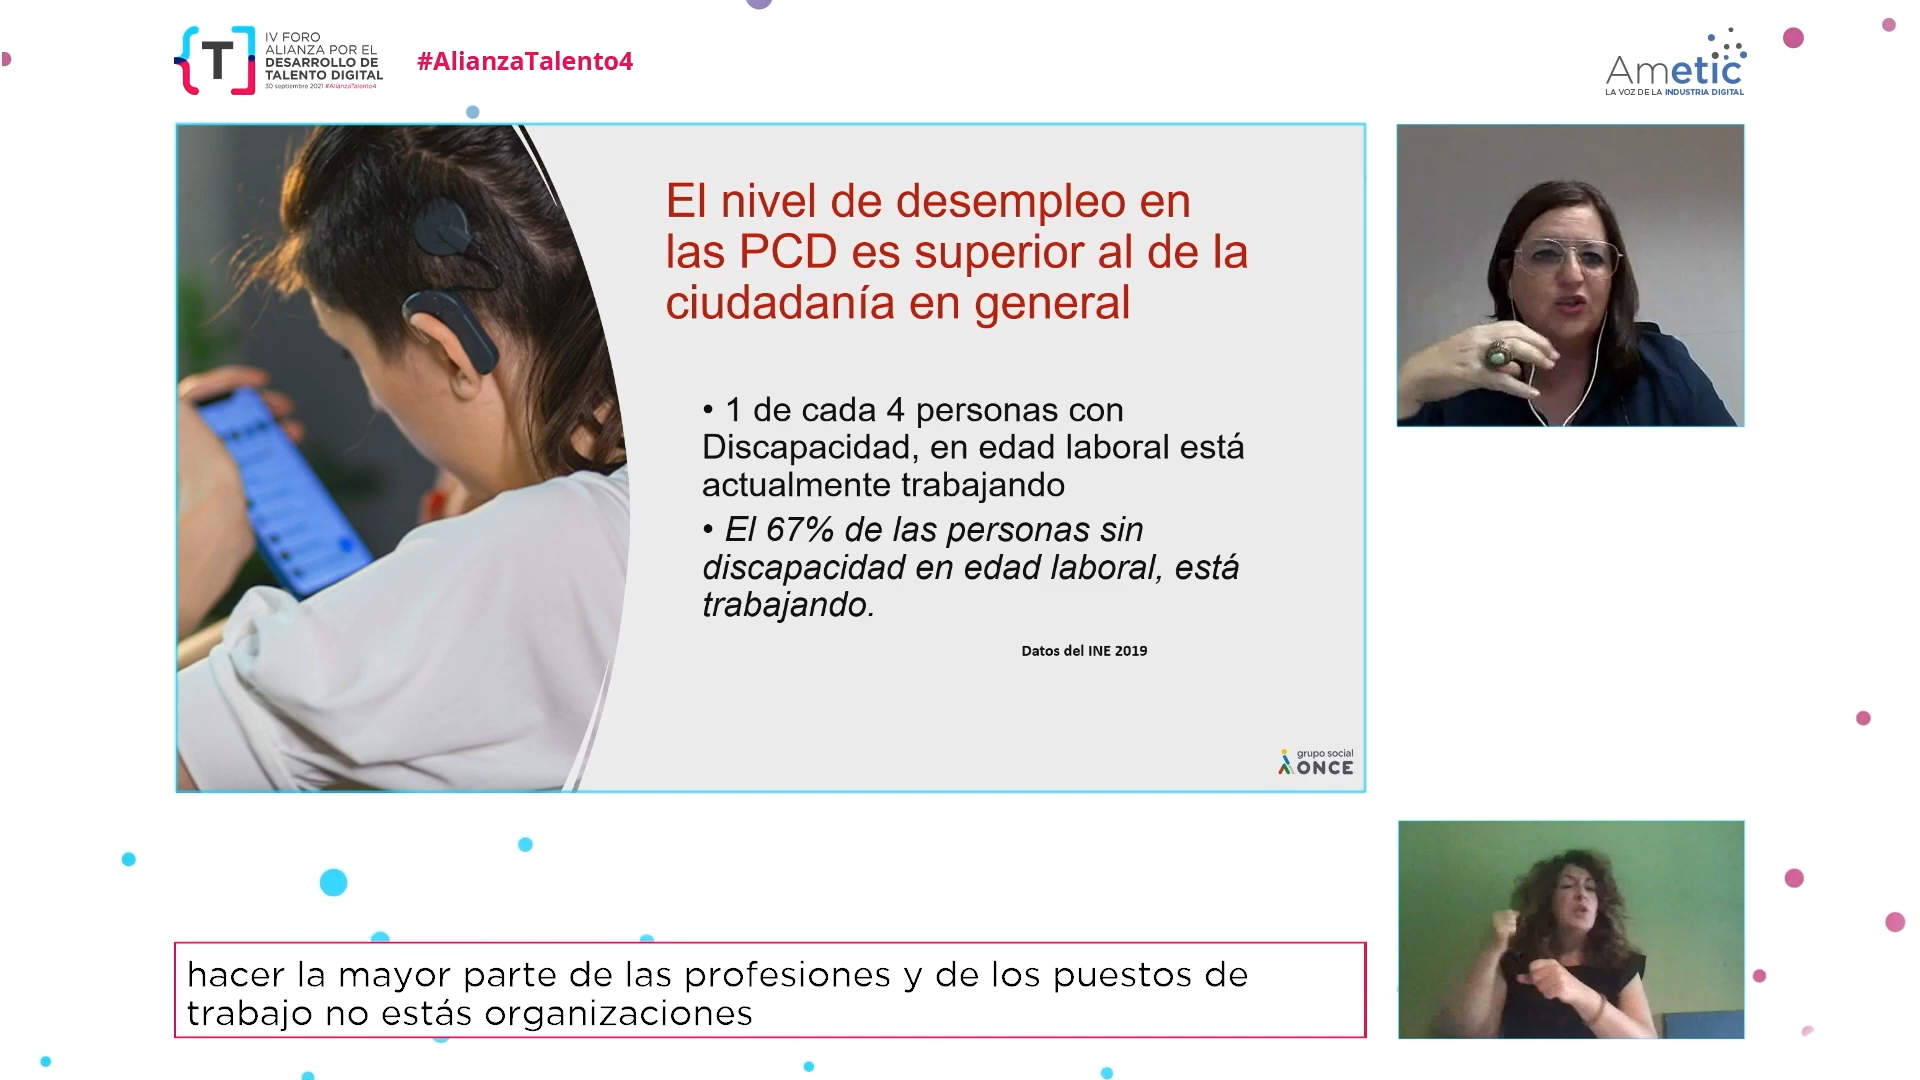 IV FORO
ALIANZA POR EL
DESARROLLO DE
TALENTO DIGITAL
30 septiembre 2021 #AlianzaTalento4
{T}
#AlianzaTalento4
Ametic
LA VOZ DE LA INDUSTRIA DIGITAL
El nivel de desempleo en
las PCD es superior al de la
ciudadanía en general
• 1 de cada 4 personas con
Discapacidad, en edad laboral está
actualmente trabajando
• El 67% de las personas sin
discapacidad en edad laboral, está
trabajando.
Datos del INE 2019
grupo social
ONCE
hacer la mayor parte de las profesiones y de los puestos de
trabajo no estás organizaciones